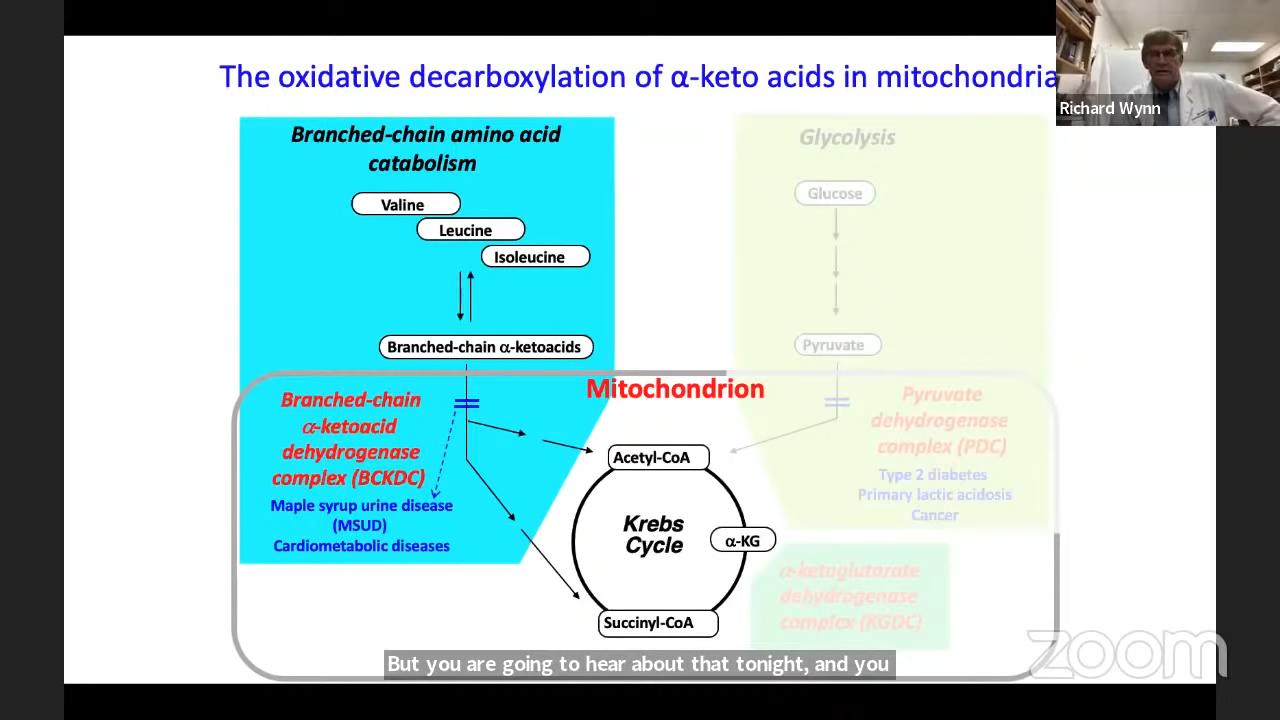 The oxidative decarboxylation of α-keto acids in mitochondria
Richard Wynn
Branched-chain amino acid
catabolism
Valine
Leucine
Isoleucine
Branched-chain α-ketoacids
Glycolysis
Glucose
Pyruvate
Mitochondrion
Branched-chain
α-ketoacid
dehydrogenase
complex (BCKDC)
Maple syrup urine disease
(MSUD)
Cardiometabolic diseases
Pyruvate
dehydrogenase
complex (PDC)
Type 2 diabetes
Primary lactic acidosis
Cancer
Acetyl-CoA
Krebs
Cycle
α-KG
Succinyl-CoA
α-ketoglutarate
dehydrogenase
complex (KGDC)
But you are going to hear about that tonight, and you
zoom